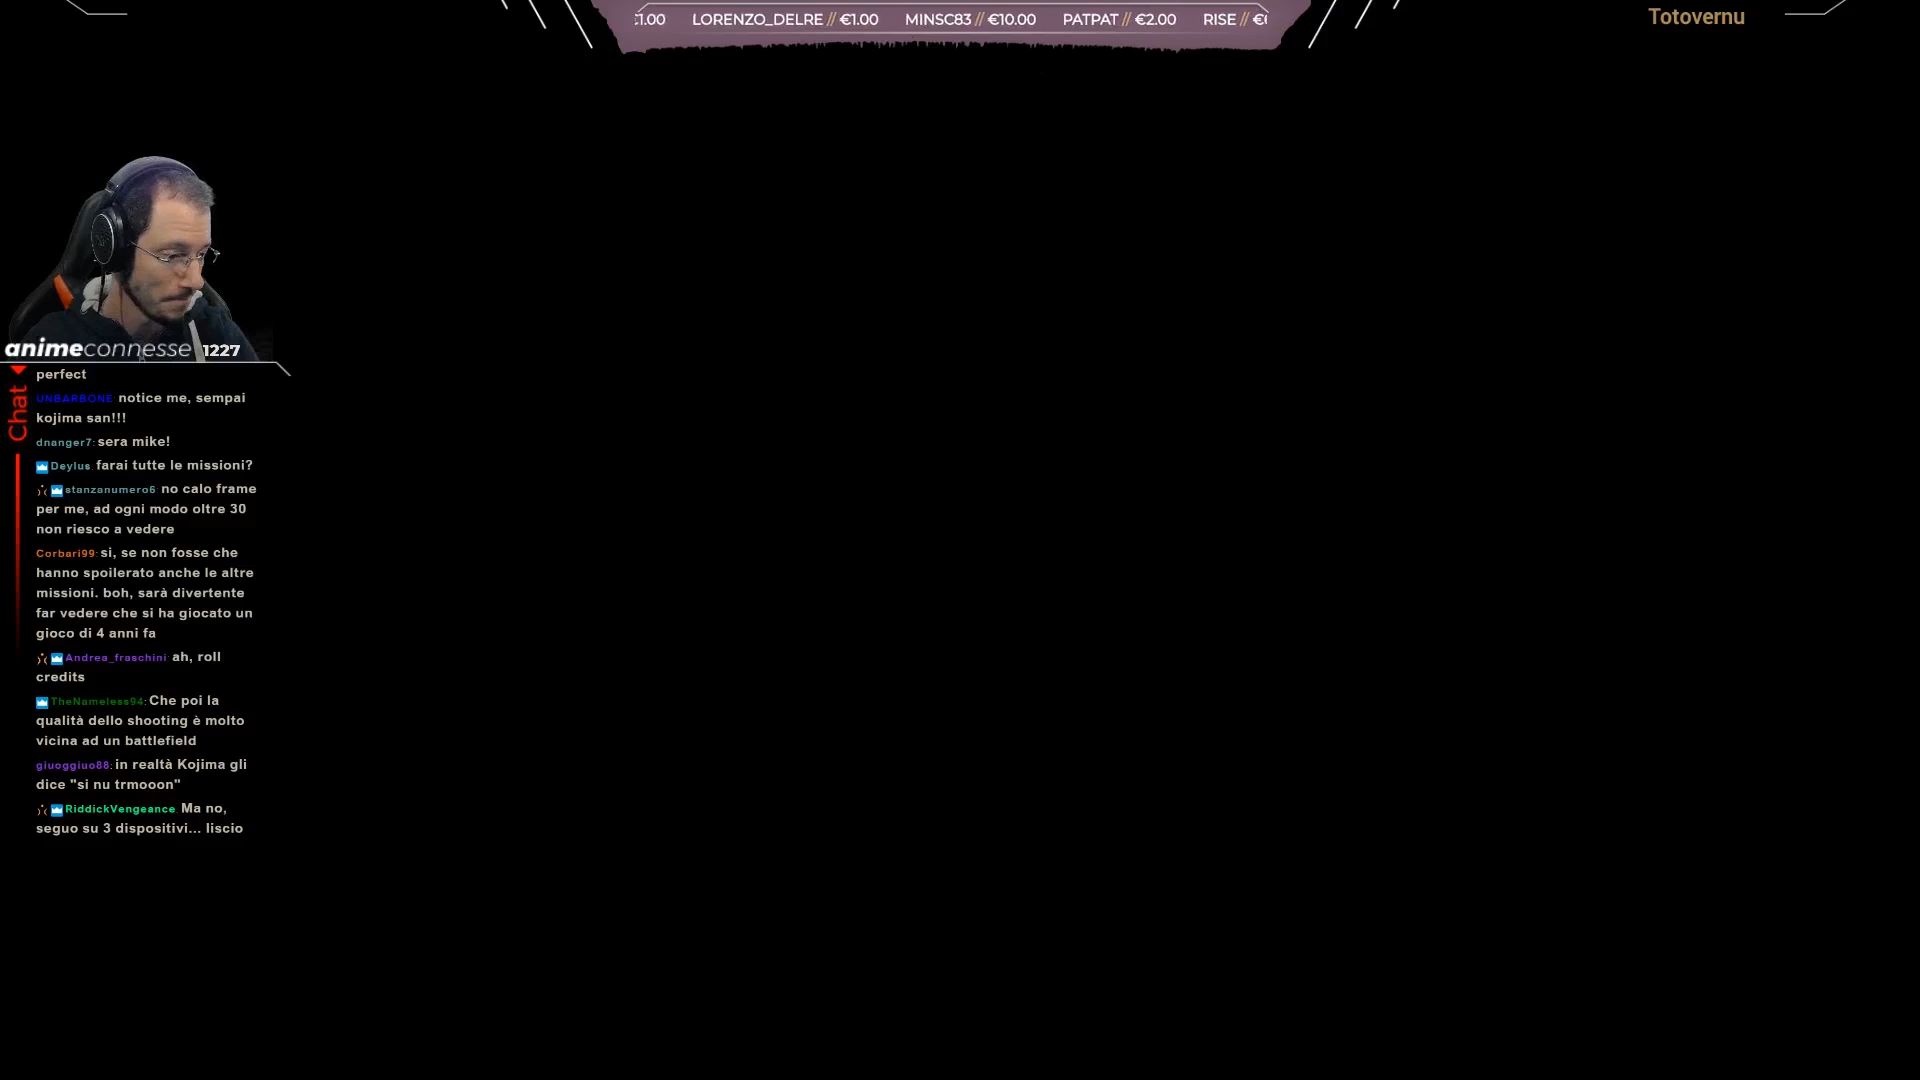 €1.00 LORENZO_DELRE // €1.00 MINSC83 // €10.00 PATPAT // €2.00 RISE //
Totovernu
animeconnesse 1227
Chat
perfect
UNBARBONE: notice me, sempai
kojima san!!!
dnanger7: sera mike!
Deylus: farai tutte le missioni?
stanzanumero6: no calo frame
per me, ad ogni modo oltre 30
non riesco a vedere
Corbari99: si, se non fosse che
hanno spoilerato anche le altre
missioni. boh, sarà divertente
far vedere che si ha giocato un
gioco di 4 anni fa
Andrea_fraschini: ah, roll
credits
TheNameless94: Che poi la
qualità dello shooting è molto
vicina ad un battlefield
giuoggiuo88: in realtà Kojima gli
dice "si nu trmooon"
RiddickVengeance: Ma no,
seguo su 3 dispositivi... liscio